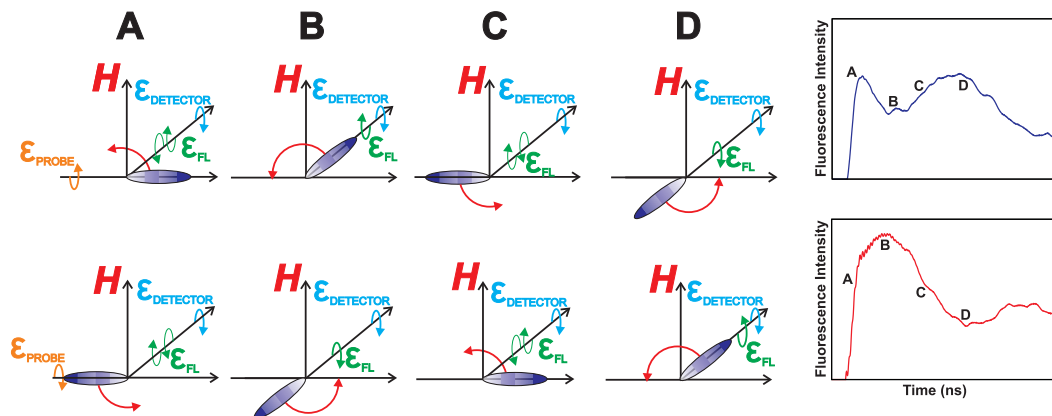 A B C D
H H H H
ε DETECTOR ε DETECTOR ε DETECTOR ε DETECTOR
ε PROBE
ε FL ε FL ε FL ε FL
Fluorescence Intensity
A
B
C
D
H H H H
ε DETECTOR ε DETECTOR ε DETECTOR ε DETECTOR
ε PROBE
ε FL ε FL ε FL ε FL
Fluorescence Intensity
A
B
C
D
Time (ns)